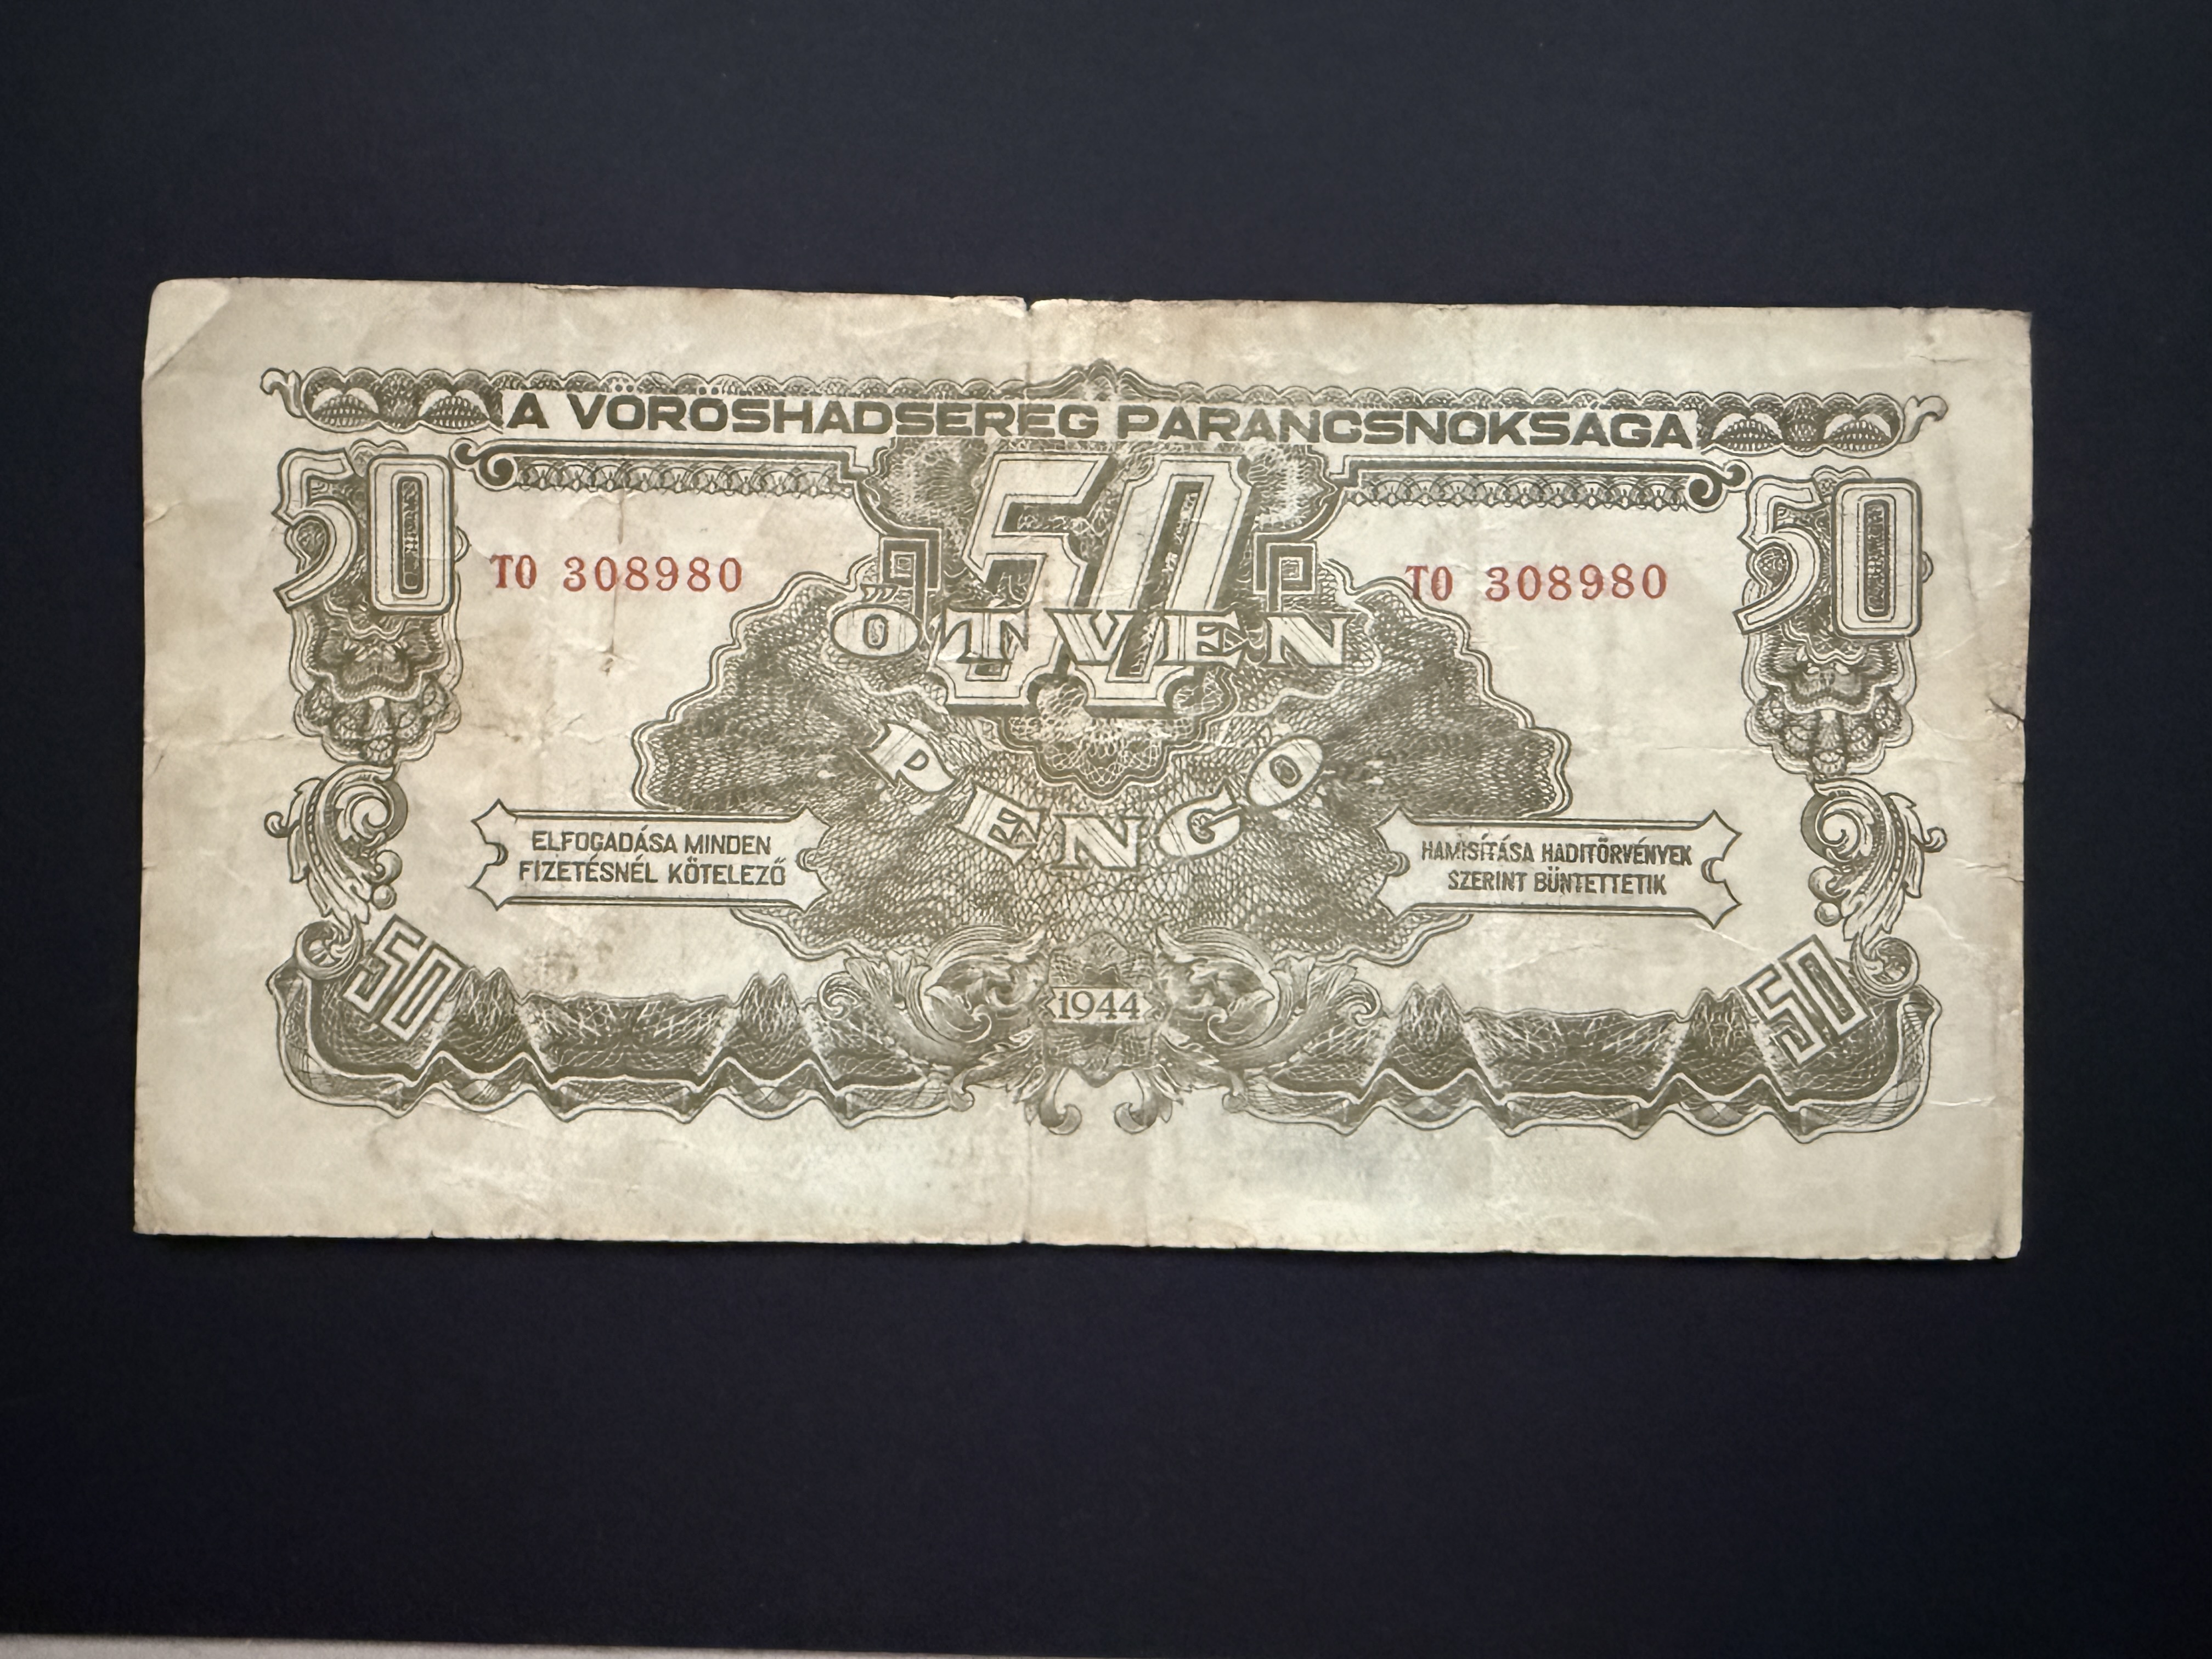 A VÖRÖSHADSEREG PARANCSNOKSÁGA
50 50 50
TO 308980 TO 308980
ÖTVEN
PENGO
ELFOGADÁSA MINDEN
FIZETÉSNÉL KÖTELEZŐ
HAMISÍTÁSA HADITÖRVÉNYEK
SZERINT BÜNTETTETIK
50 50
1944